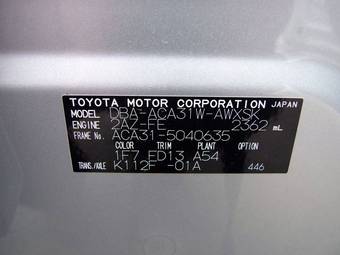 TOYOTA MOTOR CORPORATION JAPAN
MODEL DBA-ACA31W-AWXSK
ENGINE 2AZ-FE 2362 mL
FRAME No. ACA31-5040635
COLOR TRIM PLANT OPTION
1F7 ED13 A54
TRANS./AXLE K112F -01A 446